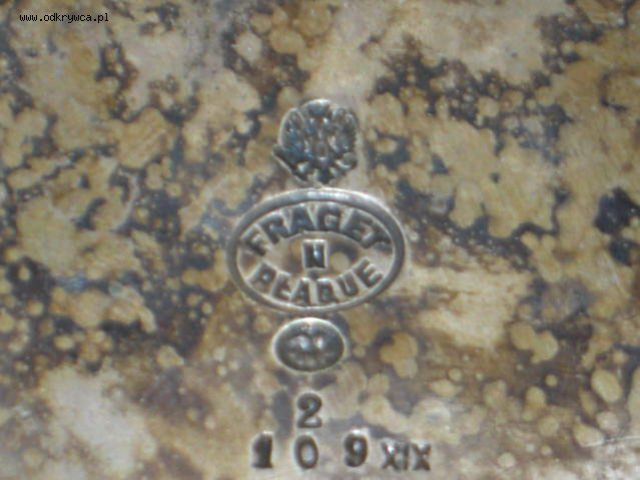 www.odkrywca.pl
FRAGET
N
PLAQUE
2
109 XIX